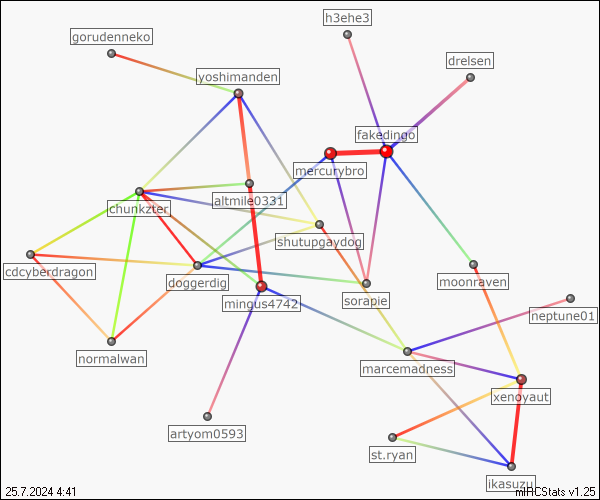 h3ehe3
gorudenneko
drelsen
yoshimanden
fakedingo
mercurybro
altmile0331
chunkzter
shutupgaydog
cdcyberdragon
doggerdig
moonraven
mingus4742
sorapie
neptune01
normalwan
marcemadness
xenoyaut
artyom0593
st.ryan
ikasuzu
25.7.2024 4:41
mIRCStats v1.25